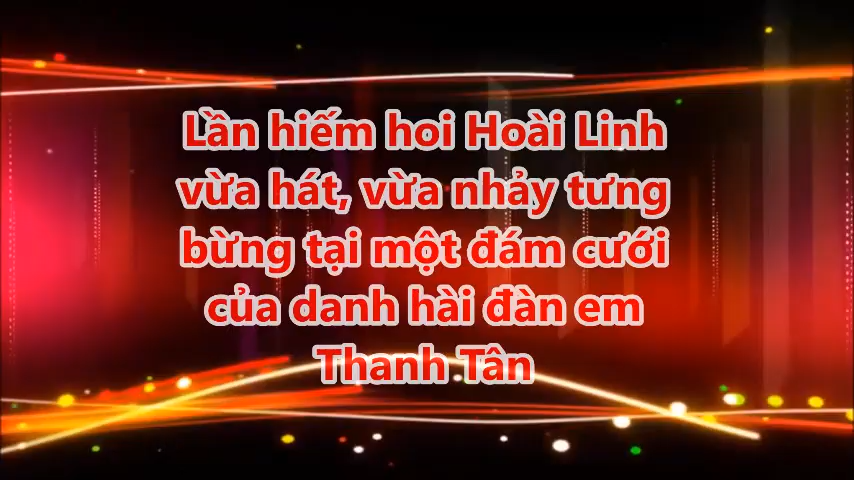 Lần hiếm hoi Hoài Linh
vừa hát, vừa nhảy tưng
bừng tại một đám cưới
của danh hài đàn em
Thanh Tân